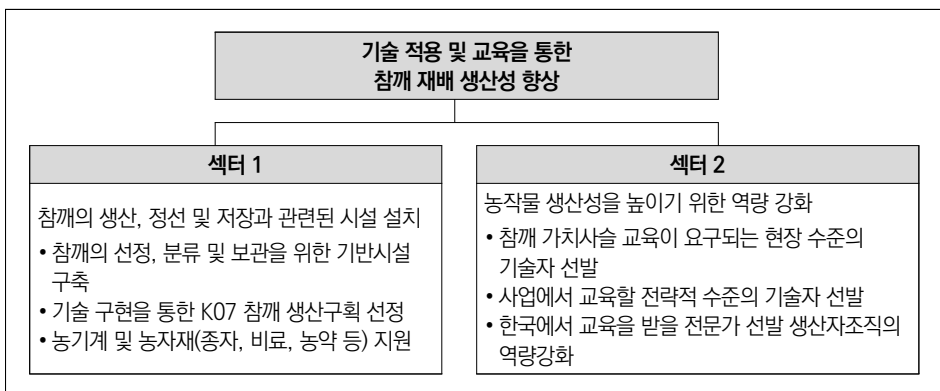 기술 적용 및 교육을 통한
참깨 재배 생산성 향상
섹터 1
참깨의 생산, 정선 및 저장과 관련된 시설 설치
• 참깨의 선정, 분류 및 보관을 위한 기반시설
구축
• 기술 구현을 통한 K07 참깨 생산구획 선정
• 농기계 및 농자재(종자, 비료, 농약 등) 지원
섹터 2
농작물 생산성을 높이기 위한 역량 강화
• 참깨 가치사슬 교육이 요구되는 현장 수준의
기술자 선발
• 사업에서 교육할 전략적 수준의 기술자 선발
• 한국에서 교육을 받을 전문가 선발 생산자조직의
역량강화